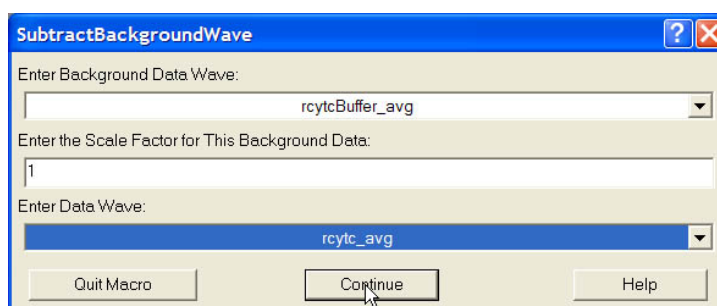 SubtractBackgroundWave
Enter Background Data Wave:
rcytcBuffer_avg
Enter the Scale Factor for This Background Data:
1
Enter Data Wave:
rcytc_avg
Quit Macro Continue Help